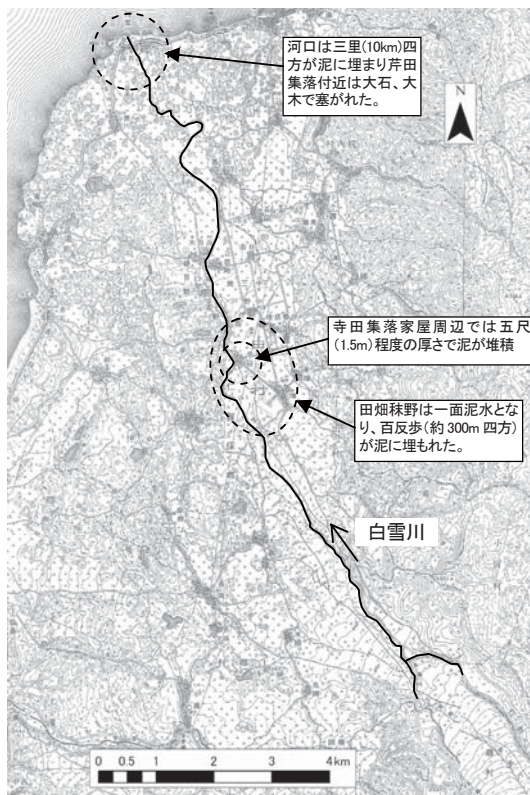 河口は三里(10km)四
方が泥に埋まり芹田
集落付近は大石、大
木で塞がれた。
N
寺田集落家屋周辺では五尺
(1.5m)程度の厚さで泥が堆積
田畑秣野は一面泥水とな
り、百反歩(約300m四方)
が泥に埋もれた。
白雪川
0 0.5 1 2 3 4km